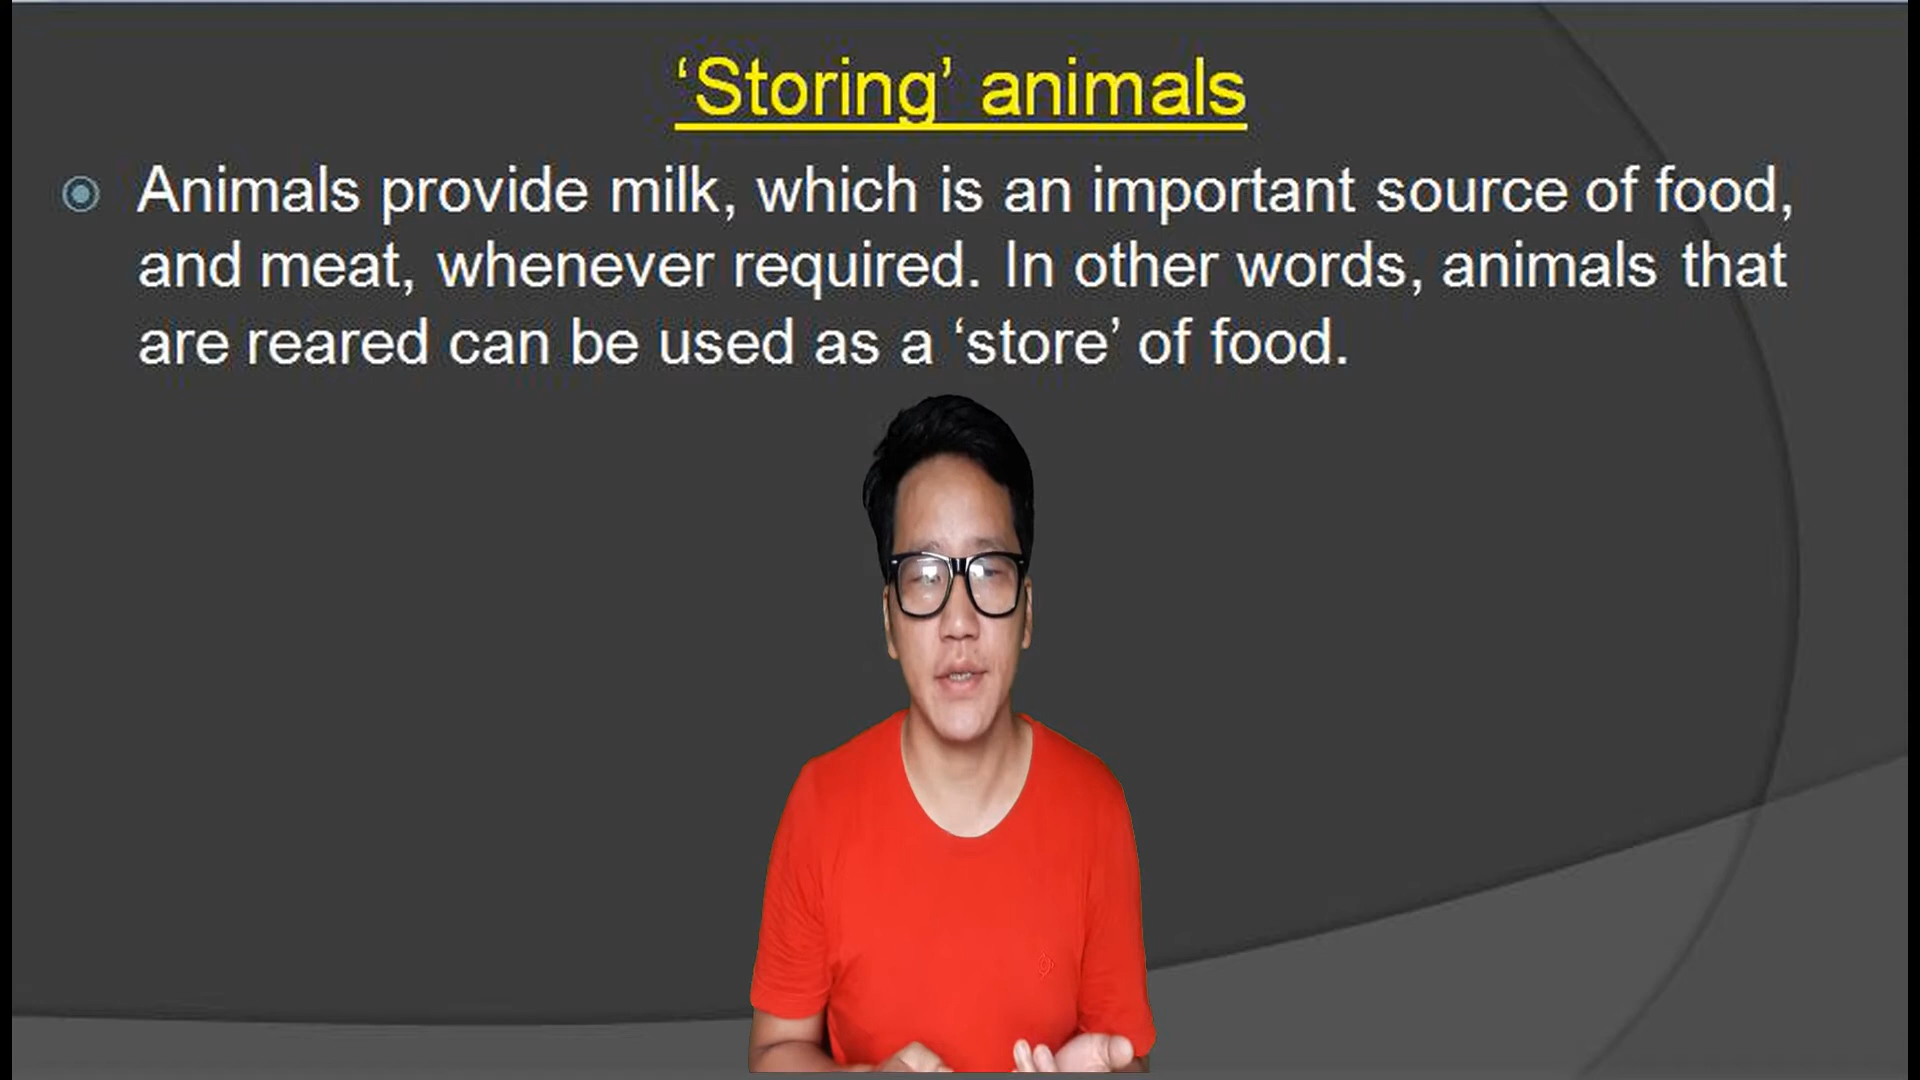 ‘Storing’ animals
Animals provide milk, which is an important source of food,
and meat, whenever required. In other words, animals that
are reared can be used as a ‘store’ of food.